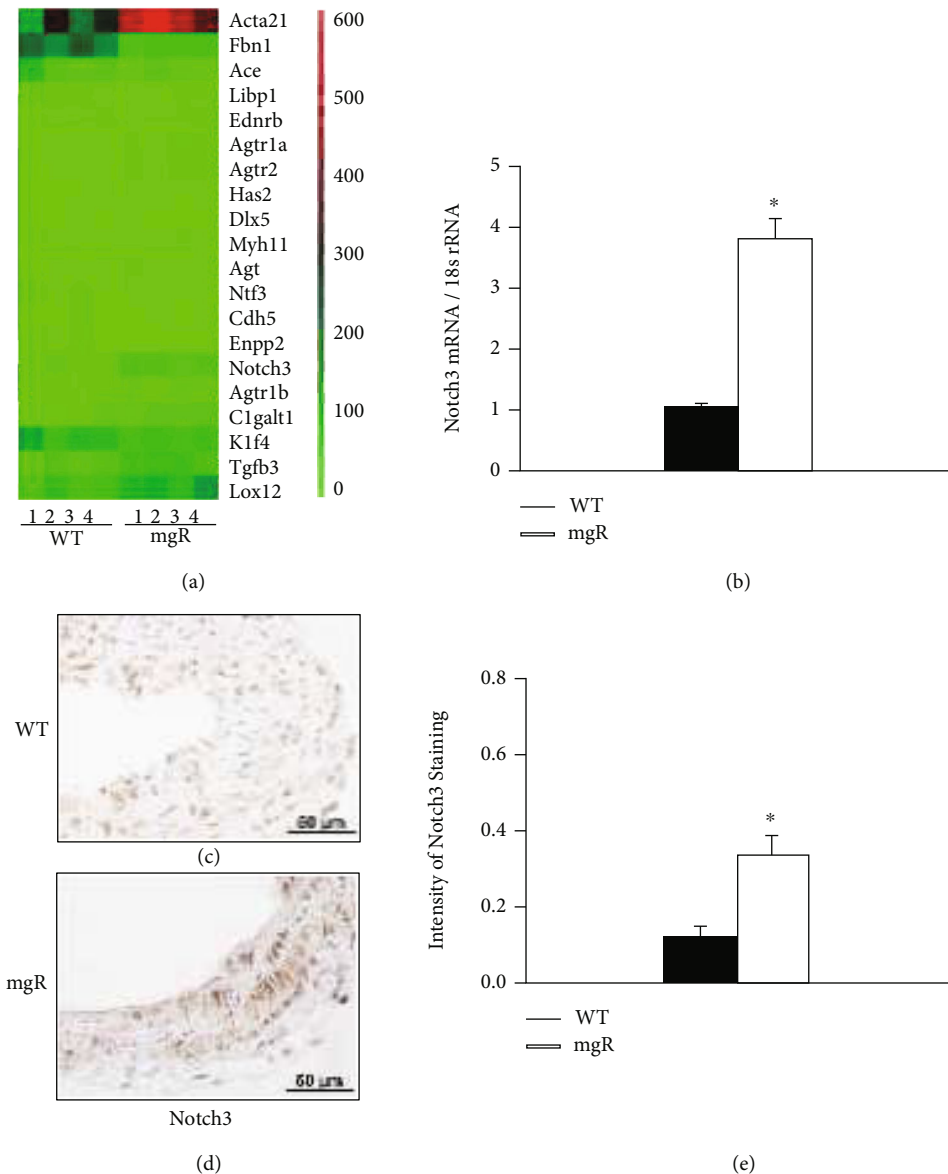 (a)
Acta21
Fbn1
Ace
Libp1
Ednrb
Agtr1a
Agtr2
Has2
Dlx5
Myh11
Agt
Ntf3
Cdh5
Enpp2
Notch3
Agtr1b
C1galt1
K1f4
Tgfb3
Lox12
600
500
400
300
200
100
0
1 2 3 4 1 2 3 4
WT mgR
(a)
Notch3 mRNA / 18s rRNA
5
4
3
2
1
0
*
WT
mgR
(b)
WT
60 μm
(c)
mgR
60 μm
Notch3
(d)
Intensity of Notch3 Staining
0.8
0.6
0.4
0.2
0.0
*
WT
mgR
(e)